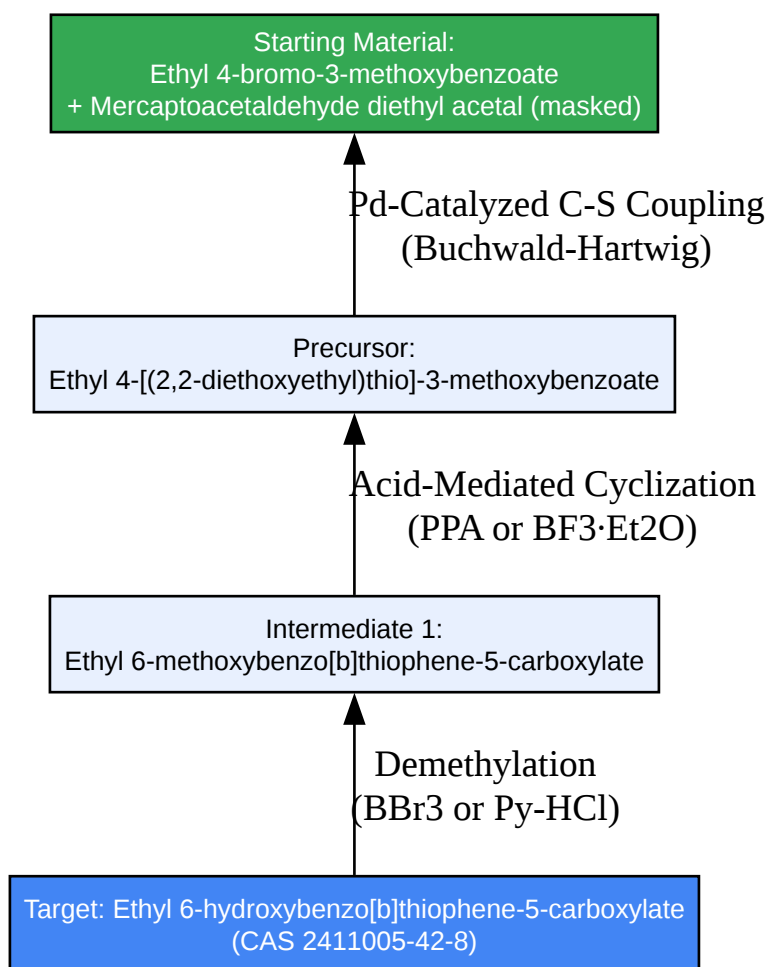 Starting Material:
Ethyl 4-bromo-3-methoxybenzoate
+ Mercaptoacetaldehyde diethyl acetal (masked)
Pd-Catalyzed C-S Coupling
(Buchwald-Hartwig)
Precursor:
Ethyl 4-[(2,2-diethoxyethyl)thio]-3-methoxybenzoate
Acid-Mediated Cyclization
(PPA or BF3·Et2O)
Intermediate 1:
Ethyl 6-methoxybenzo[b]thiophene-5-carboxylate
Demethylation
(BBr3 or Py-HCl)
Target: Ethyl 6-hydroxybenzo[b]thiophene-5-carboxylate
(CAS 2411005-42-8)